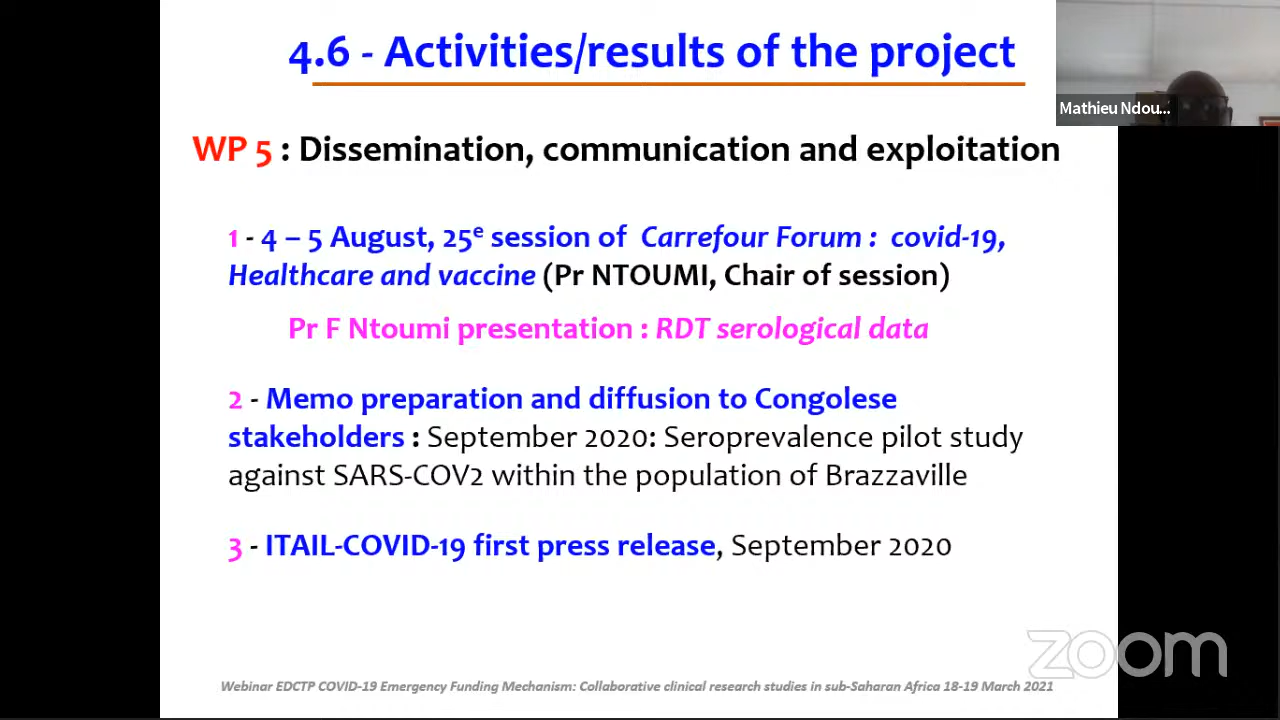 4.6 - Activities/results of the project
Mathieu Ndou...
WP 5 : Dissemination, communication and exploitation
1 - 4 – 5 August, 25e session of Carrefour Forum : covid-19,
Healthcare and vaccine (Pr NTOUMI, Chair of session)
Pr F Ntoumi presentation : RDT serological data
2 - Memo preparation and diffusion to Congolese
stakeholders : September 2020: Seroprevalence pilot study
against SARS-COV2 within the population of Brazzaville
3 - ITAIL-COVID-19 first press release, September 2020
zoom
Webinar EDCTP COVID-19 Emergency Funding Mechanism: Collaborative clinical research studies in sub-Saharan Africa 18-19 March 2021